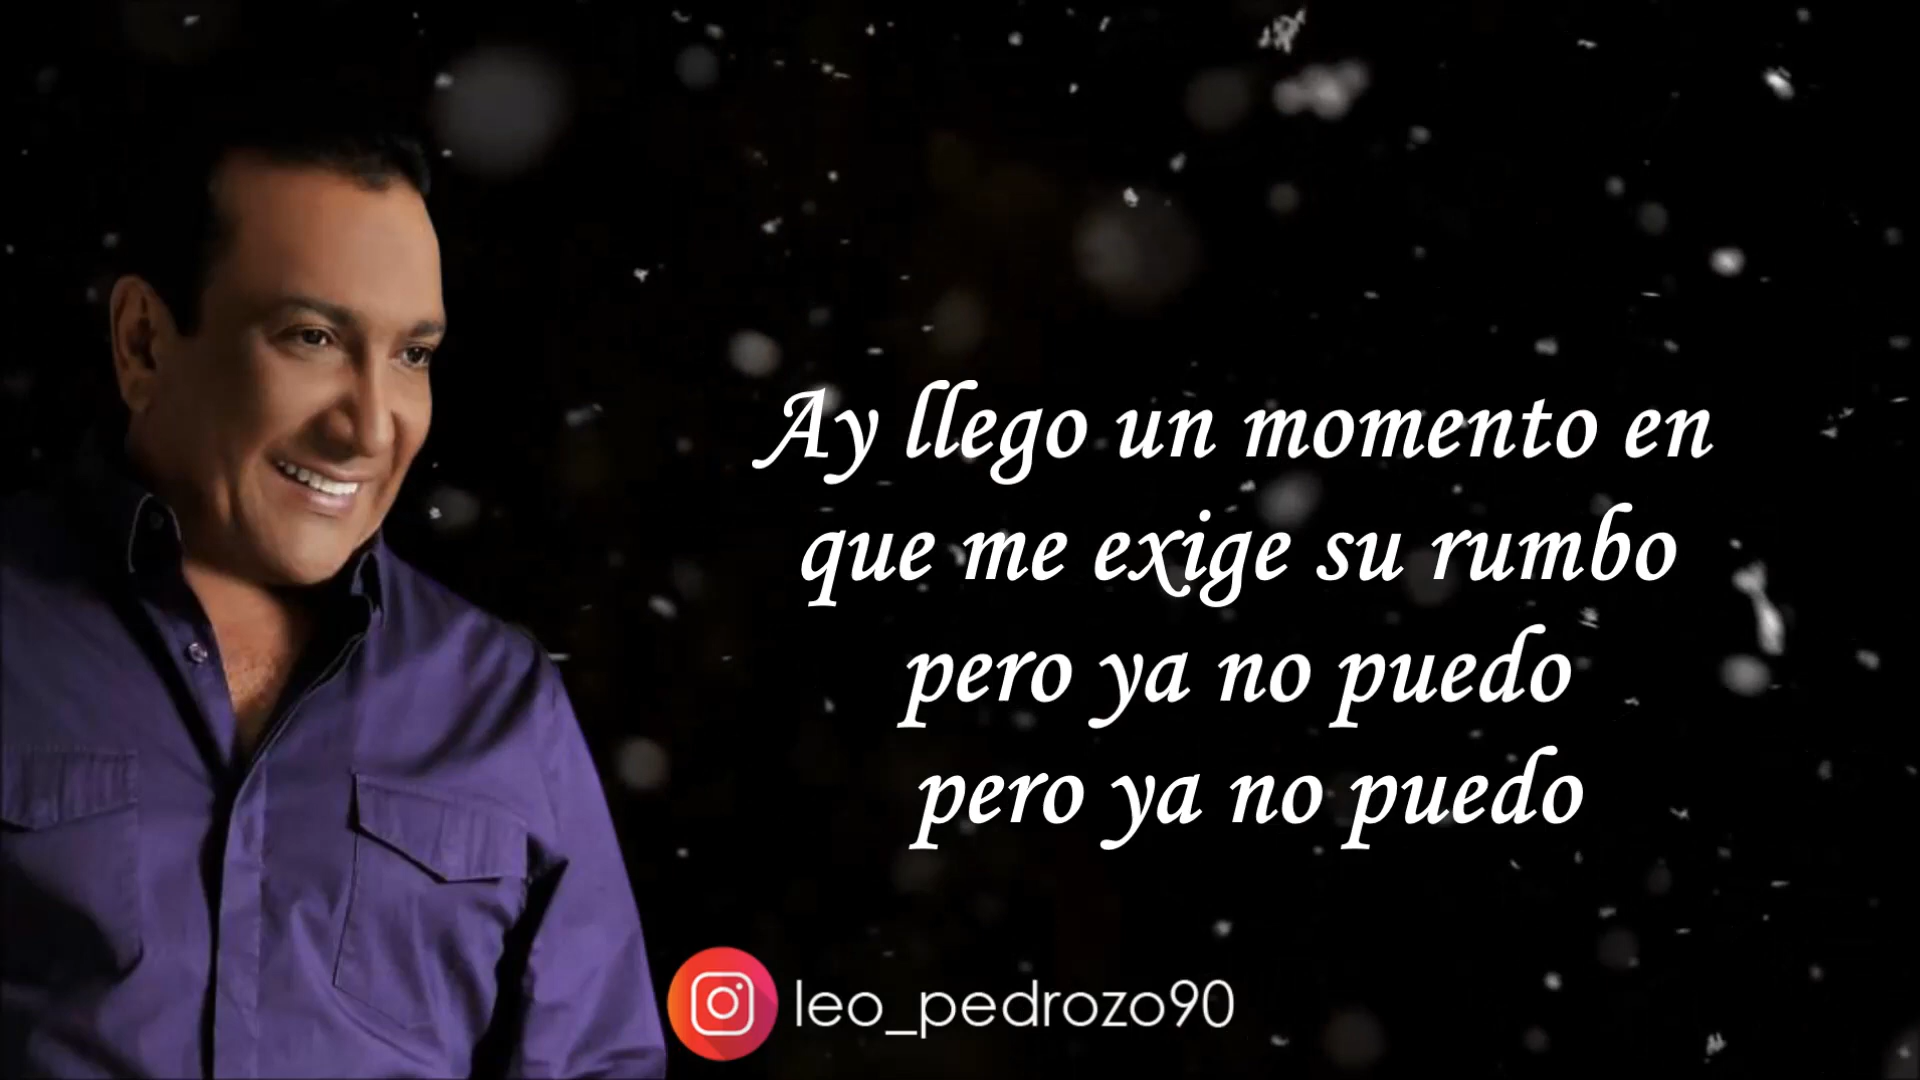 Ay llego un momento en
que me exige su rumbo
pero ya no puedo
pero ya no puedo
leo_pedrozo90